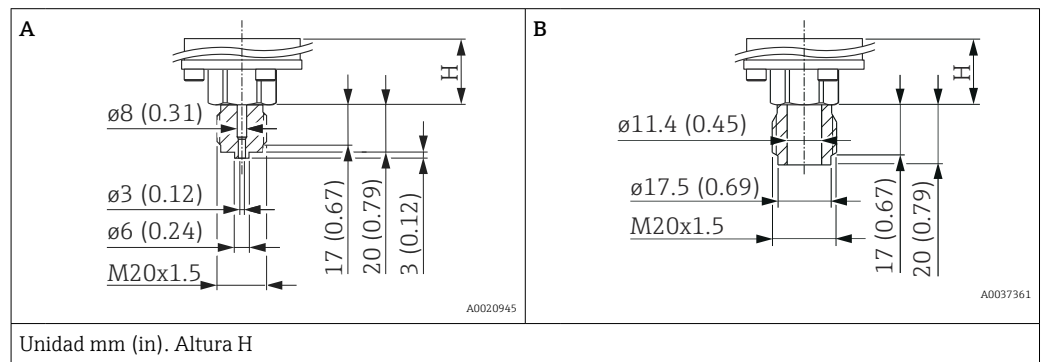 A
H
ø8 (0.31)
ø3 (0.12)
ø6 (0.24)
M20x1.5
17 (0.67)
20 (0.79)
3 (0.12)
A0020945
B
H
ø11.4 (0.45)
ø17.5 (0.69)
M20x1.5
17 (0.67)
20 (0.79)
A0037361
Unidad mm (in). Altura H